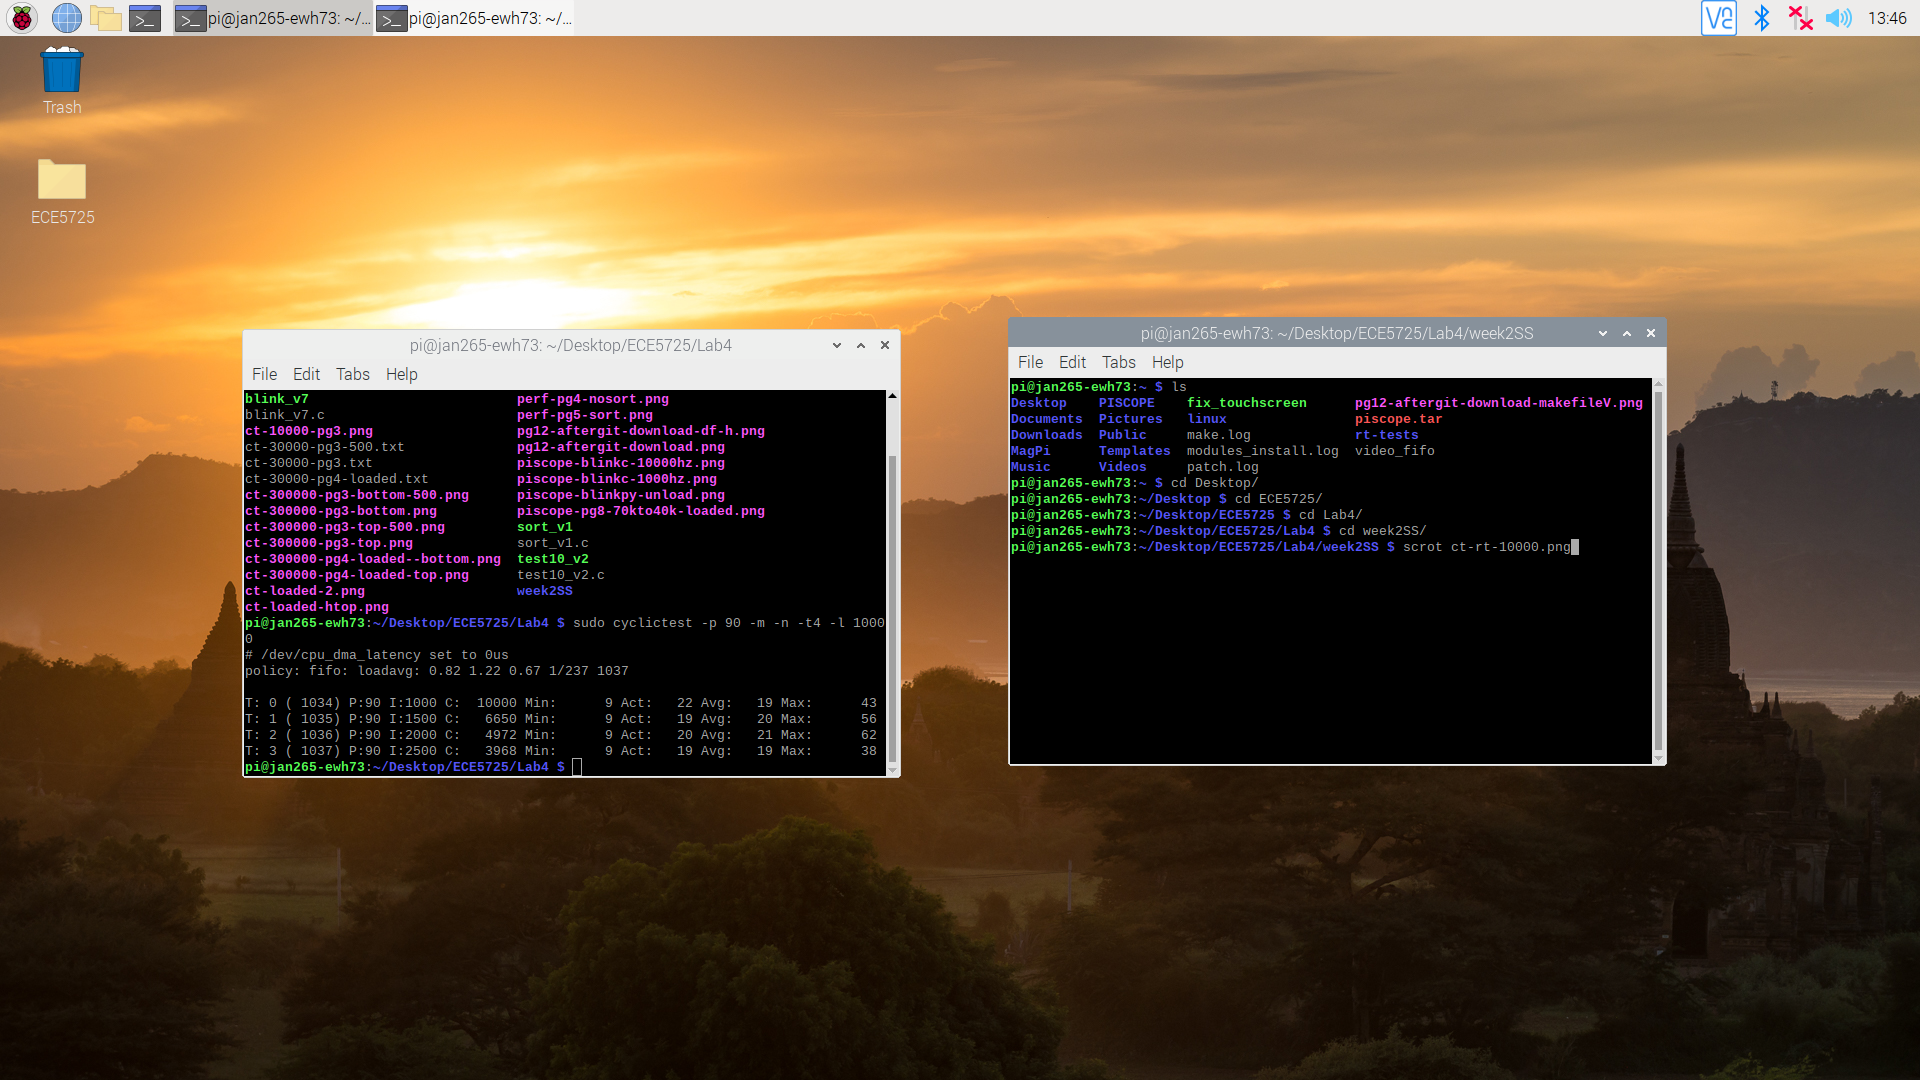 pi@jan265-ewh73: ~/... pi@jan265-ewh73: ~/... 13:46
Trash
ECE5725
pi@jan265-ewh73: ~/Desktop/ECE5725/Lab4
File Edit Tabs Help
blink_v7 perf-pg4-nosort.png
blink_v7.c perf-pg5-sort.png
ct-10000-pg3.png pg12-aftergit-download-df-h.png
ct-30000-pg3-500.txt pg12-aftergit-download.png
ct-30000-pg3.txt piscope-blinkc-10000hz.png
ct-30000-pg4-loaded.txt piscope-blinkc-1000hz.png
ct-300000-pg3-bottom-500.png piscope-blinkpy-unload.png
ct-300000-pg3-bottom.png piscope-pg8-70kto40k-loaded.png
ct-300000-pg3-top-500.png sort_v1
ct-300000-pg3-top.png sort_v1.c
ct-300000-pg4-loaded--bottom.png test10_v2
ct-300000-pg4-loaded-top.png test10_v2.c
ct-loaded-2.png week2SS
ct-loaded-htop.png
pi@jan265-ewh73:~/Desktop/ECE5725/Lab4 $ sudo cyclictest -p 90 -m -n -t4 -l 1000
0
# /dev/cpu_dma_latency set to 0us
policy: fifo: loadavg: 0.82 1.22 0.67 1/237 1037
T: 0 ( 1034) P:90 I:1000 C: 10000 Min: 9 Act: 22 Avg: 19 Max: 43
T: 1 ( 1035) P:90 I:1500 C: 6650 Min: 9 Act: 19 Avg: 20 Max: 56
T: 2 ( 1036) P:90 I:2000 C: 4972 Min: 9 Act: 20 Avg: 21 Max: 62
T: 3 ( 1037) P:90 I:2500 C: 3968 Min: 9 Act: 19 Avg: 19 Max: 38
pi@jan265-ewh73:~/Desktop/ECE5725/Lab4 $
pi@jan265-ewh73: ~/Desktop/ECE5725/Lab4/week2SS
File Edit Tabs Help
pi@jan265-ewh73:~ $ ls
Desktop PISCOPE fix_touchscreen pg12-aftergit-download-makefileV.png
Documents Pictures linux piscope.tar
Downloads Public make.log rt-tests
MagPi Templates modules_install.log video_fifo
Music Videos patch.log
pi@jan265-ewh73:~ $ cd Desktop/
pi@jan265-ewh73:~/Desktop $ cd ECE5725/
pi@jan265-ewh73:~/Desktop/ECE5725 $ cd Lab4/
pi@jan265-ewh73:~/Desktop/ECE5725/Lab4 $ cd week2SS/
pi@jan265-ewh73:~/Desktop/ECE5725/Lab4/week2SS $ scrot ct-rt-10000.png